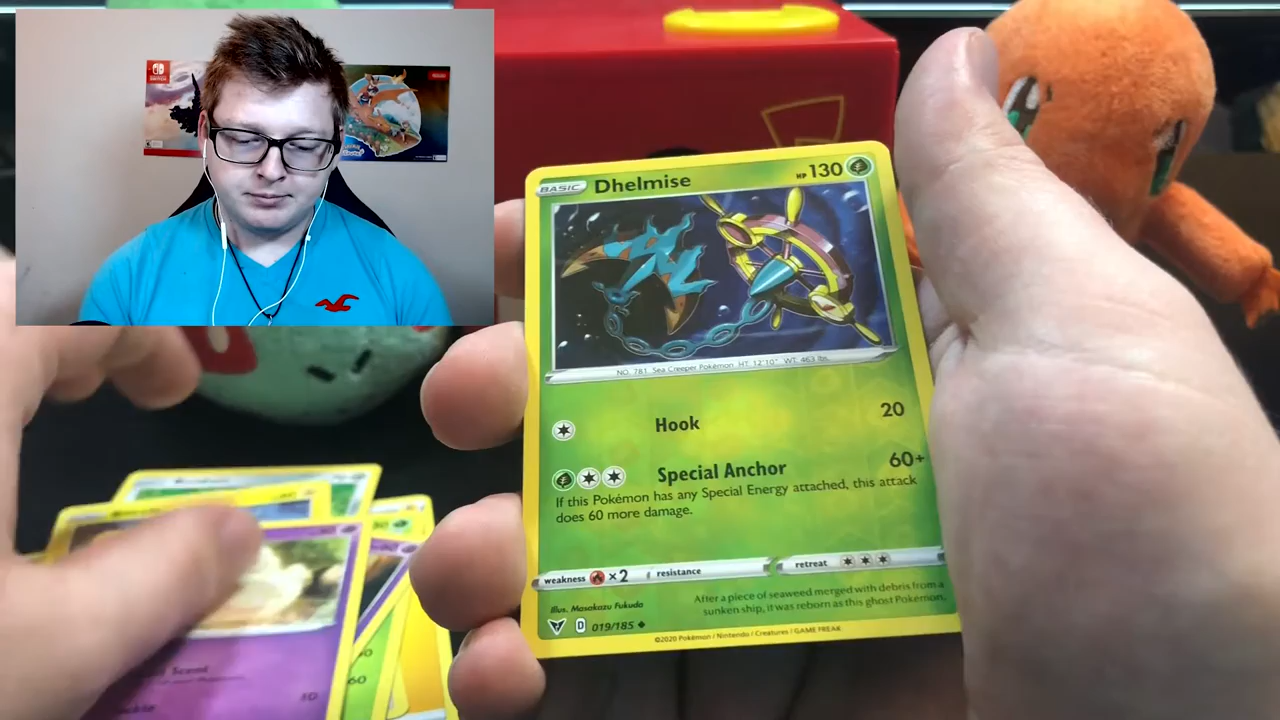 BASIC Dhelmise HP 130
NO. 781 Sea Creeper Pokémon HT. 12'10" WT. 463 lbs.
Hook 20
Special Anchor 60+
If this Pokémon has any Special Energy attached, this attack
does 60 more damage.
weakness ×2 resistance retreat
After a piece of seaweed merged with debris from a
sunken ship, it was reborn as this ghost Pokémon.
Illus. Masakazu Fukuda
D 019/185
©2020 Pokémon / Nintendo / Creatures / GAME FREAK
Scent
10
60